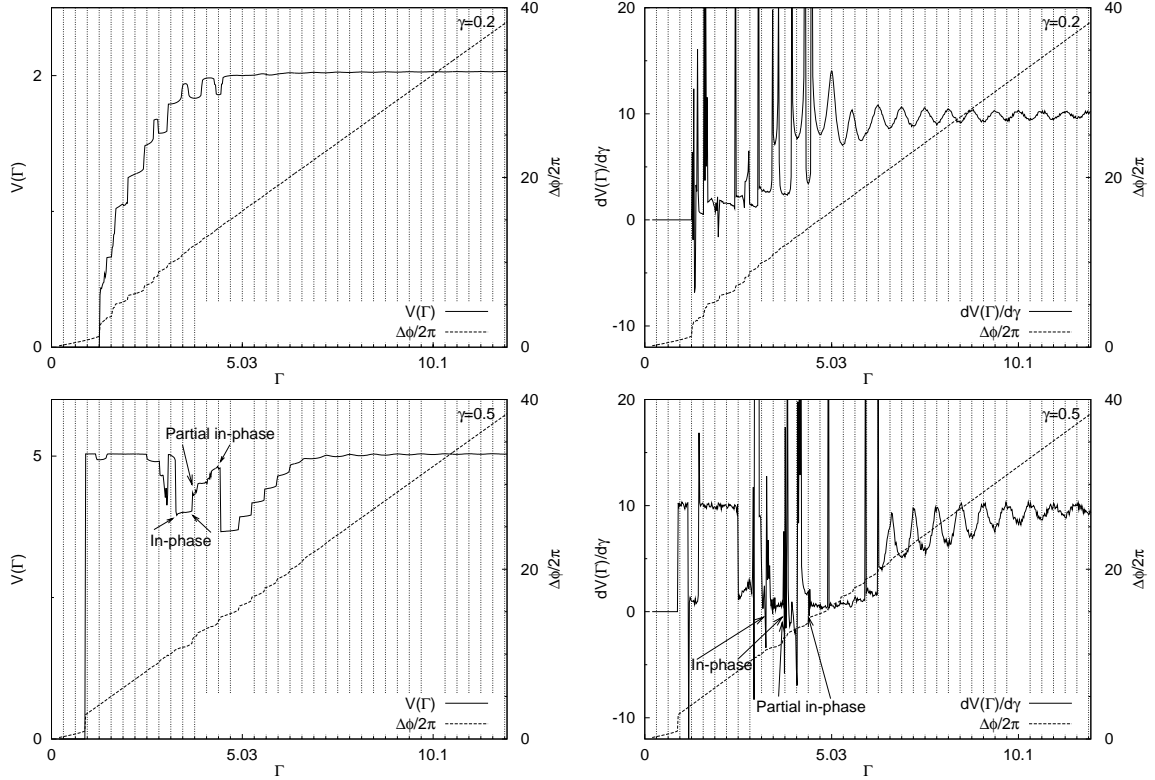 γ=0.2
V(Γ)
Δϕ/2π
2
0
40
20
0
0
5.03
10.1
Γ
V(Γ)
Δϕ/2π
γ=0.2
dV(Γ)/dγ
Δϕ/2π
20
10
0
-10
40
20
0
0
5.03
10.1
Γ
dV(Γ)/dγ
Δϕ/2π
γ=0.5
Partial in-phase
In-phase
V(Γ)
Δϕ/2π
5
0
40
20
0
0
5.03
10.1
Γ
V(Γ)
Δϕ/2π
γ=0.5
In-phase
Partial in-phase
dV(Γ)/dγ
Δϕ/2π
20
10
0
-10
40
20
0
0
5.03
10.1
Γ
dV(Γ)/dγ
Δϕ/2π